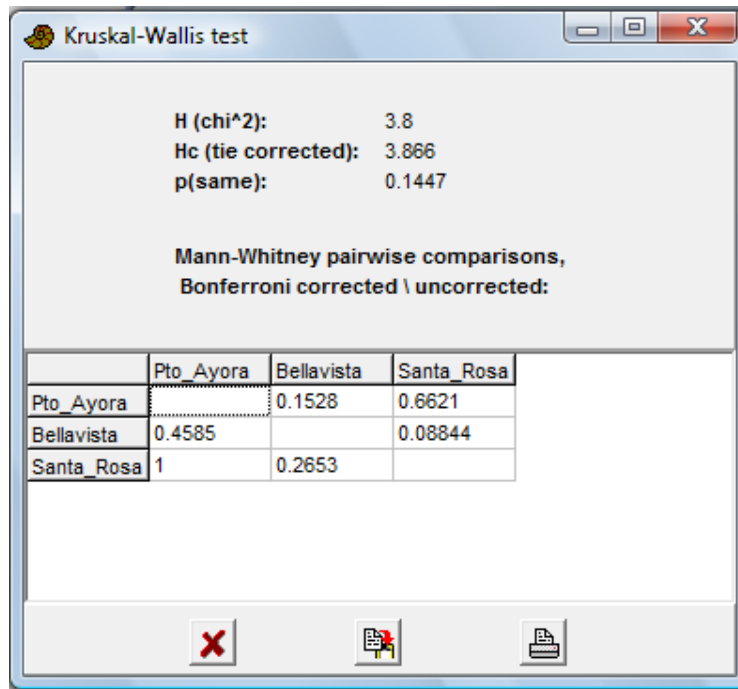 Kruskal-Wallis test
H (chi^2): 3.8
Hc (tie corrected): 3.866
p(same): 0.1447
Mann-Whitney pairwise comparisons,
Bonferroni corrected \ uncorrected:
Pto_Ayora Bellavista Santa_Rosa
Pto_Ayora 0.1528 0.6621
Bellavista 0.4585 0.08844
Santa_Rosa 1 0.2653